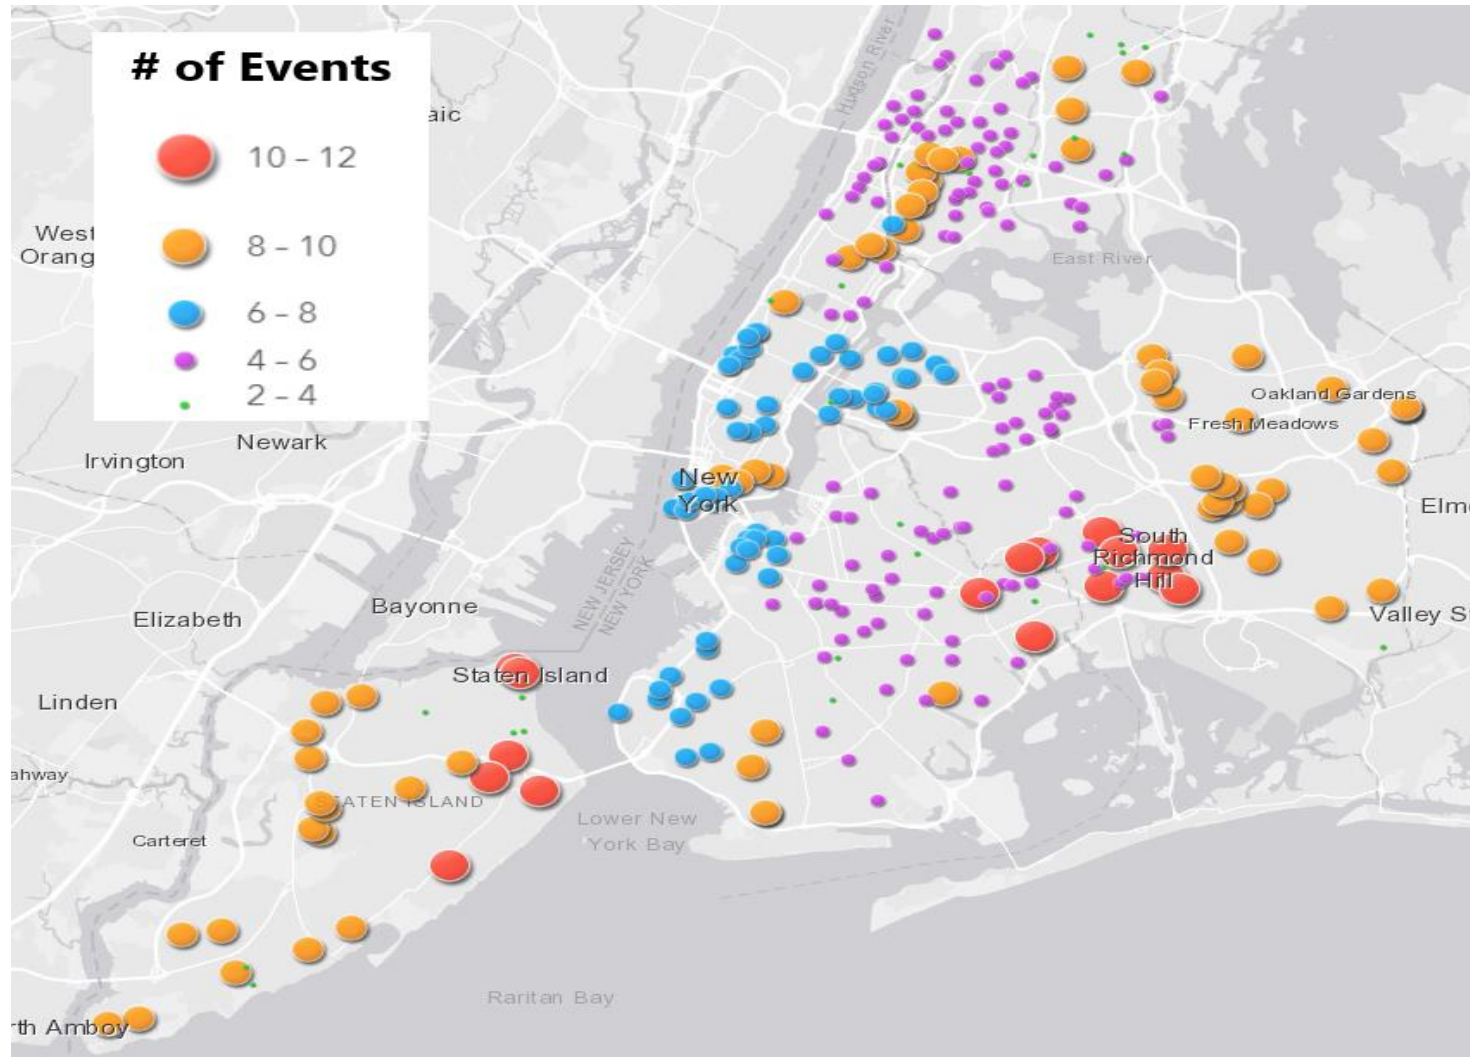 # of Events
10 – 12
8 – 10
6 – 8
4 – 6
2 – 4
aic
Hudson River
West
Orang
East River
Oakland Gardens
Fresh Meadows
Newark
Irvington
New
York
Elm
South
Richmond
Hill
NEW JERSEY
NEW YORK
Bayonne
Elizabeth
Valley S
Staten Island
Linden
ahway
STATEN ISLAND
Lower New
York Bay
Carteret
Raritan Bay
rth Amboy